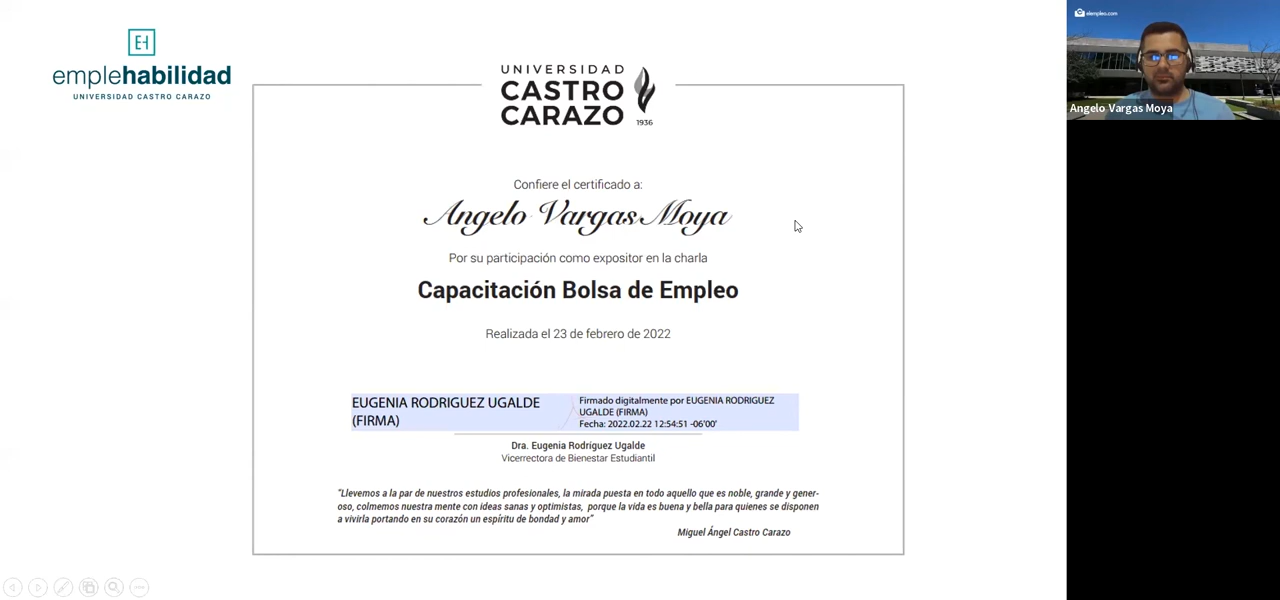 EH
emplehabilidad
UNIVERSIDAD CASTRO CARAZO
UNIVERSIDAD
CASTRO
CARAZO
1936
Confiere el certificado a:
Angelo Vargas Moya
Por su participación como expositor en la charla
Capacitación Bolsa de Empleo
Realizada el 23 de febrero de 2022
EUGENIA RODRIGUEZ UGALDE
(FIRMA)
Firmado digitalmente por EUGENIA RODRIGUEZ
UGALDE (FIRMA)
Fecha: 2022.02.22 12:54:51 -06'00'
Dra. Eugenia Rodríguez Ugalde
Vicerrectora de Bienestar Estudiantil
"Llevemos a la par de nuestros estudios profesionales, la mirada puesta en todo aquello que es noble, grande y gener-
oso, colmemos nuestra mente con ideas sanas y optimistas, porque la vida es buena y bella para quienes se disponen
a vivirla portando en su corazón un espíritu de bondad y amor"
Miguel Ángel Castro Carazo
elempleo.com
Angelo Vargas Moya